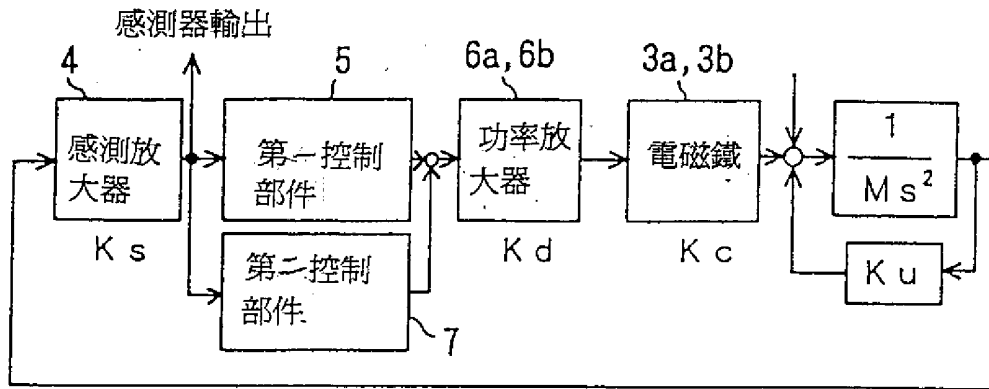 感測器輸出
4
5
6a, 6b
3a, 3b
感測放
大器
第一控制
部件
功率放
大器
電磁鐵
1
Ms²
Ks
Kd
Kc
第二控制
部件
Ku
7